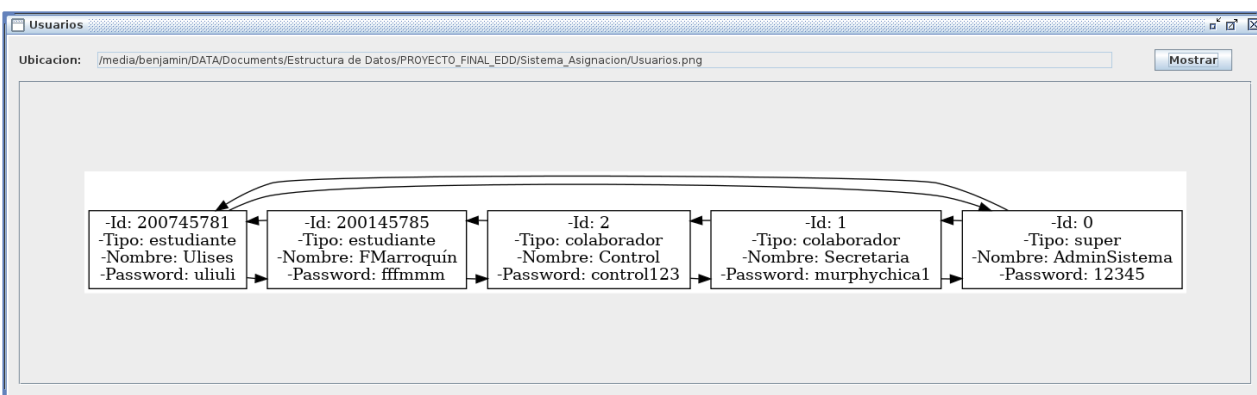 Usuarios
Ubicacion: /media/benjamin/DATA/Documents/Estructura de Datos/PROYECTO_FINAL_EDD/Sistema_Asignacion/Usuarios.png Mostrar
-Id: 200745781
-Tipo: estudiante
-Nombre: Ulises
-Password: uliuli
-Id: 200145785
-Tipo: estudiante
-Nombre: FMarroquín
-Password: fffmmm
-Id: 2
-Tipo: colaborador
-Nombre: Control
-Password: control123
-Id: 1
-Tipo: colaborador
-Nombre: Secretaria
-Password: murphychica1
-Id: 0
-Tipo: super
-Nombre: AdminSistema
-Password: 12345